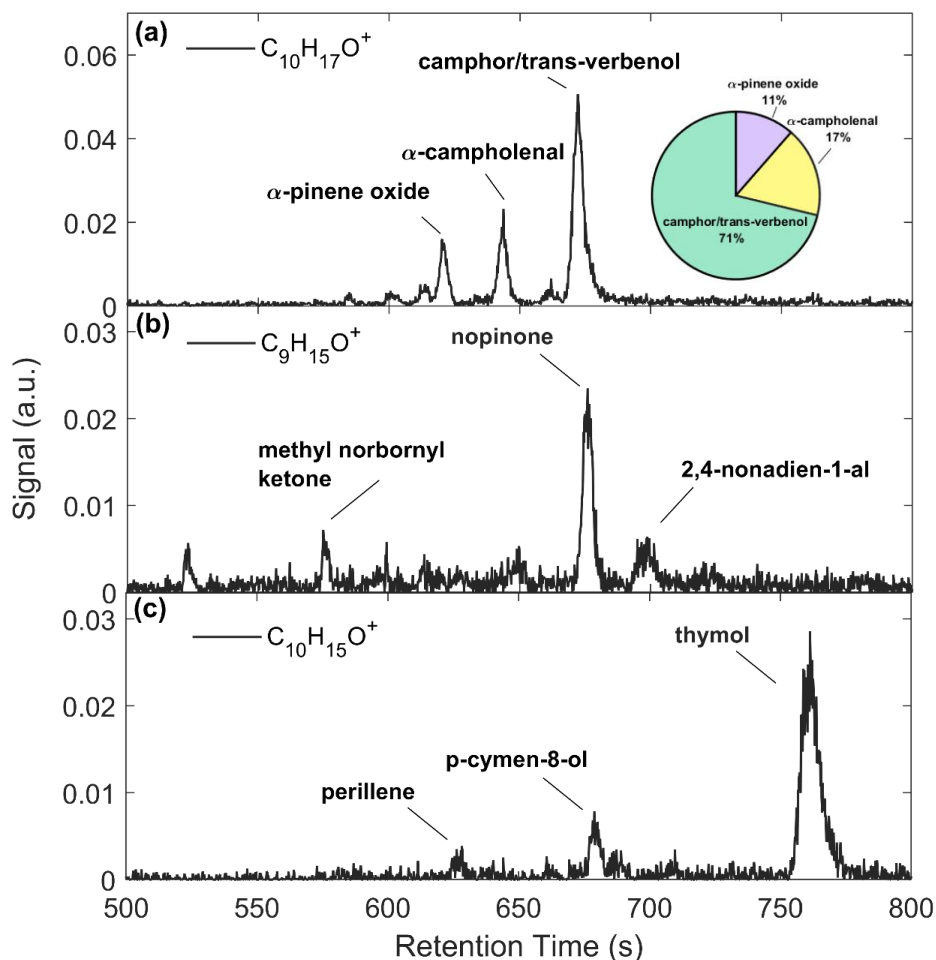 (a)
C₁₀H₁₇O⁺
camphor/trans-verbenol
α-campholenal
α-pinene oxide
α-pinene oxide
11%
α-campholenal
17%
camphor/trans-verbenol
71%
0.06
0.04
0.02
0
(b)
C₉H₁₅O⁺
nopinone
methyl norbornyl
ketone
2,4-nonadien-1-al
0.03
0.02
0.01
0
Signal (a.u.)
(c)
C₁₀H₁₅O⁺
thymol
p-cymen-8-ol
perillene
0.03
0.02
0.01
0
500 550 600 650 700 750 800
Retention Time (s)